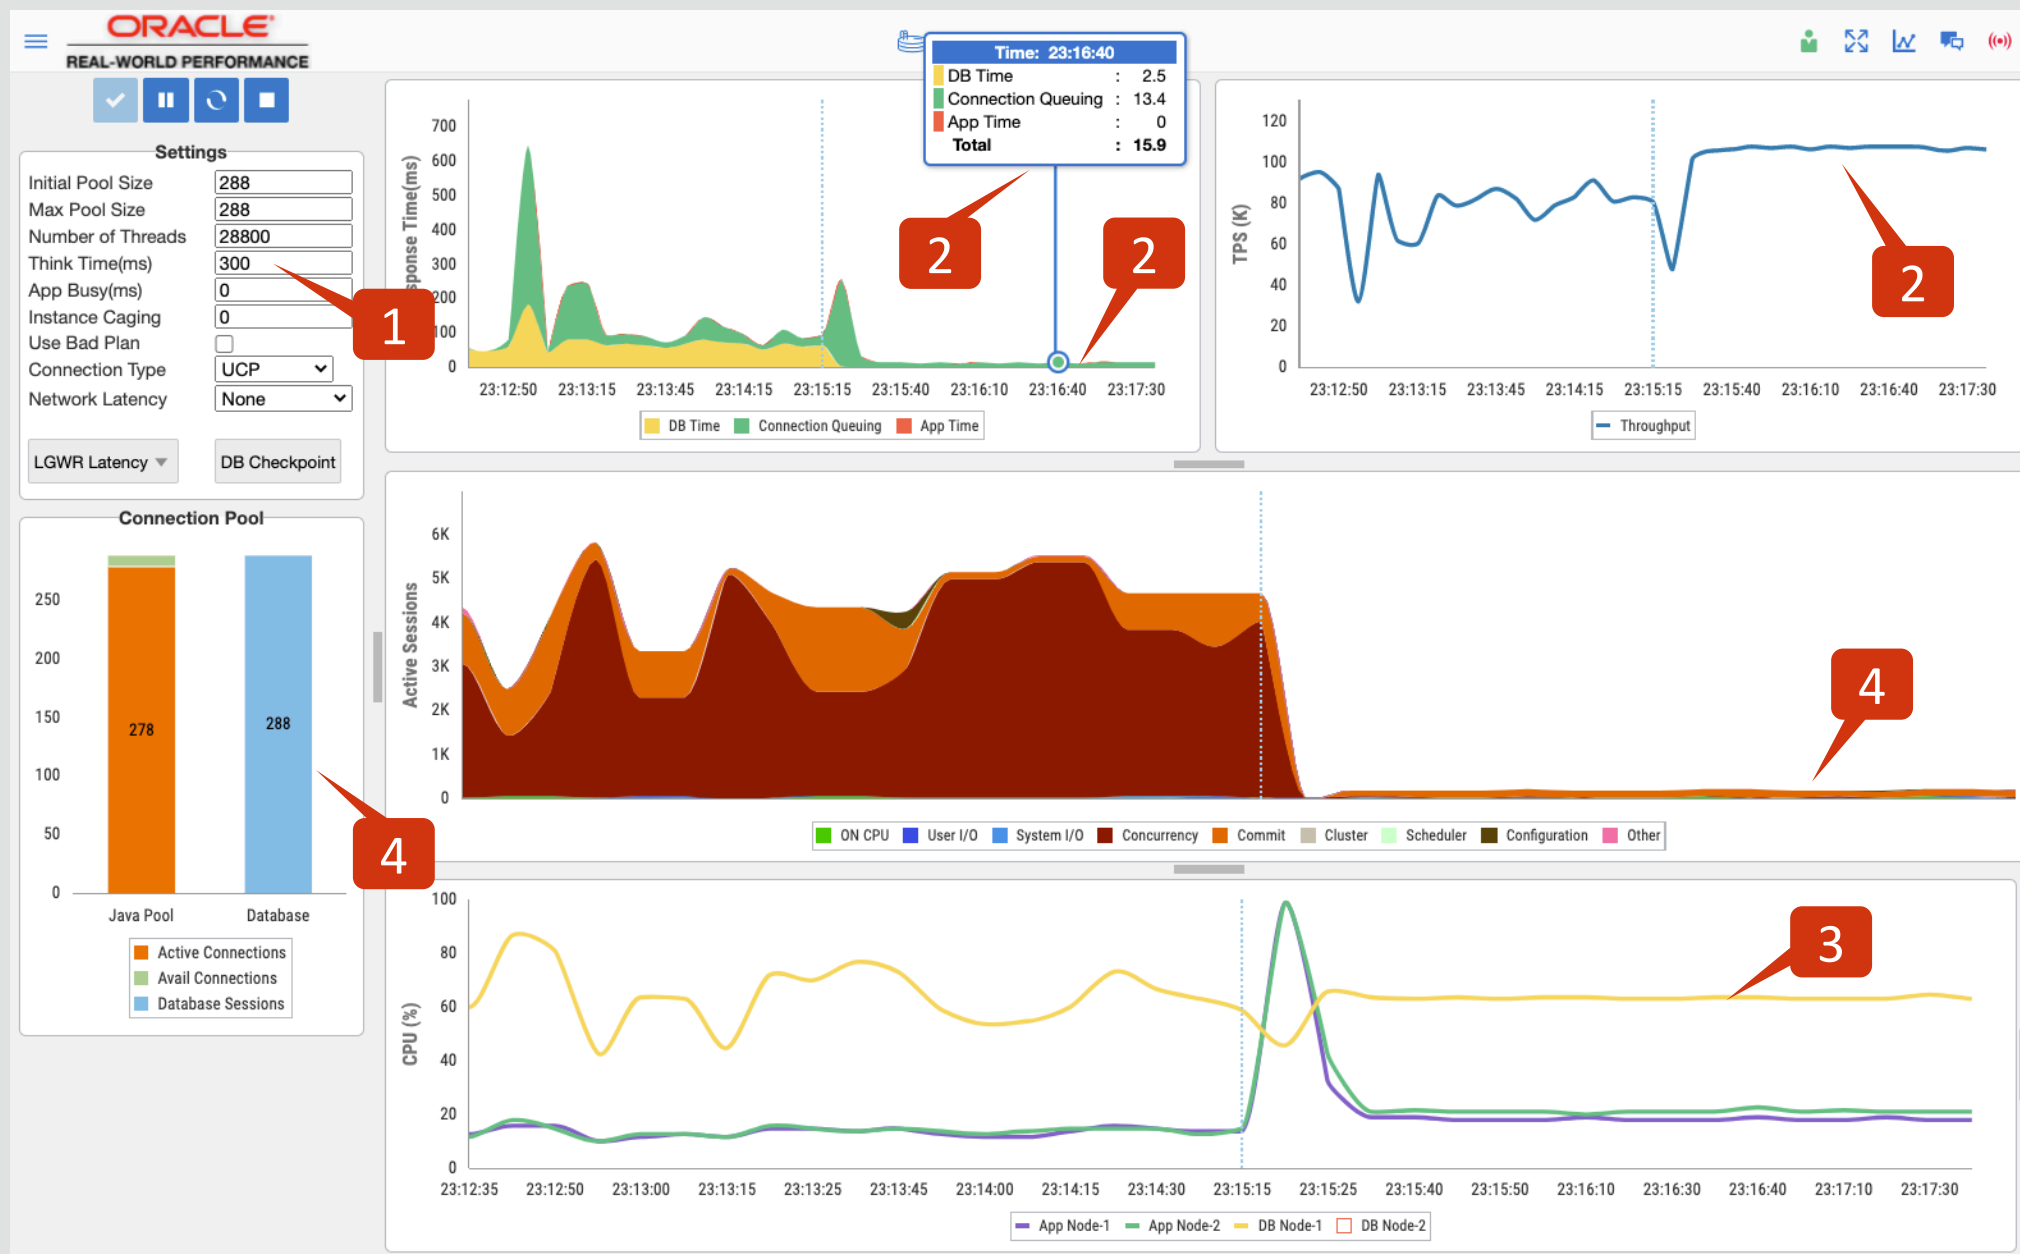 ORACLE
REAL-WORLD PERFORMANCE
Settings
Initial Pool Size 288
Max Pool Size 288
Number of Threads 28800
Think Time(ms) 300
App Busy(ms) 0
Instance Caging 0
Use Bad Plan
Connection Type UCP
Network Latency None
LGWR Latency DB Checkpoint
1
Connection Pool
250
200
150
100
50
0
278
288
Java Pool Database
Active Connections
Avail Connections
Database Sessions
4
Time: 23:16:40
DB Time : 2.5
Connection Queuing : 13.4
App Time : 0
Total : 15.9
700
600
500
400
300
200
100
0
2
2
23:12:50 23:13:15 23:13:45 23:14:15 23:15:15 23:15:40 23:16:10 23:16:40 23:17:30
DB Time Connection Queuing App Time
TPS (K)
120
100
80
60
40
20
0
2
23:12:50 23:13:15 23:13:45 23:14:15 23:15:15 23:15:40 23:16:10 23:16:40 23:17:30
Throughput
Active Sessions
6K
5K
4K
3K
2K
1K
0
4
ON CPU User I/O System I/O Concurrency Commit Cluster Scheduler Configuration Other
CPU (%)
100
80
60
40
20
0
3
23:12:35 23:12:50 23:13:00 23:13:15 23:13:25 23:13:45 23:14:00 23:14:15 23:14:30 23:15:15 23:15:25 23:15:40 23:15:50 23:16:10 23:16:30 23:16:40 23:17:10 23:17:30
App Node-1 App Node-2 DB Node-1 DB Node-2